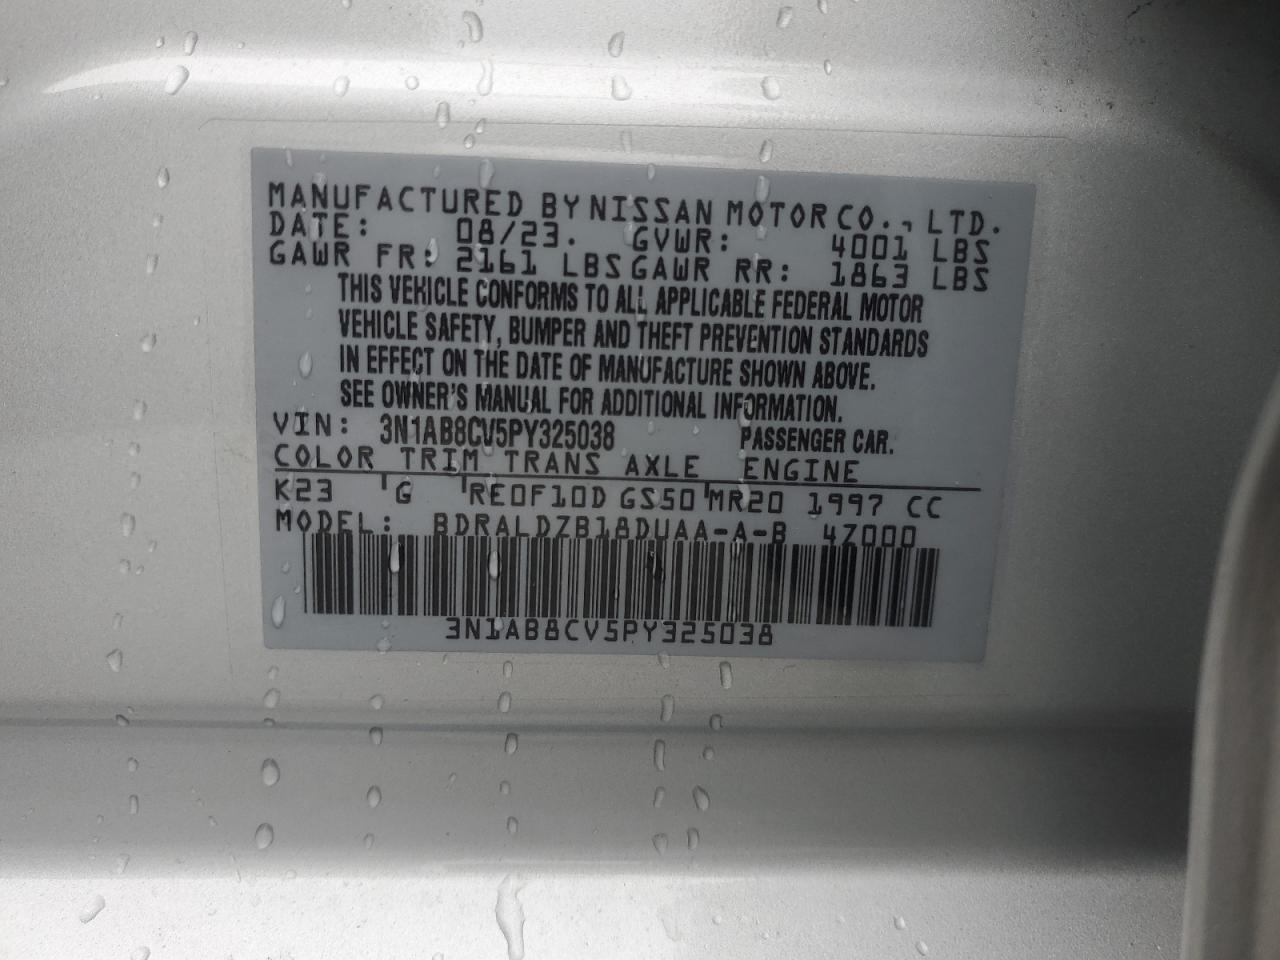 MANUFACTURED BY NISSAN MOTOR CO., LTD.
DATE: 08/23. GVWR: 4001 LBS
GAWR FR: 2161 LBS GAWR RR: 1863 LBS
THIS VEHICLE CONFORMS TO ALL APPLICABLE FEDERAL MOTOR
VEHICLE SAFETY, BUMPER AND THEFT PREVENTION STANDARDS
IN EFFECT ON THE DATE OF MANUFACTURE SHOWN ABOVE.
SEE OWNER'S MANUAL FOR ADDITIONAL INFORMATION.
VIN: 3N1AB8CV5PY325038 PASSENGER CAR.
COLOR TRIM TRANS AXLE ENGINE
K23 G RE0F10D GS50 MR20 1997 CC
MODEL: BDRALDZB18DUAA-A-B 4Z000
3N1AB8CV5PY325038